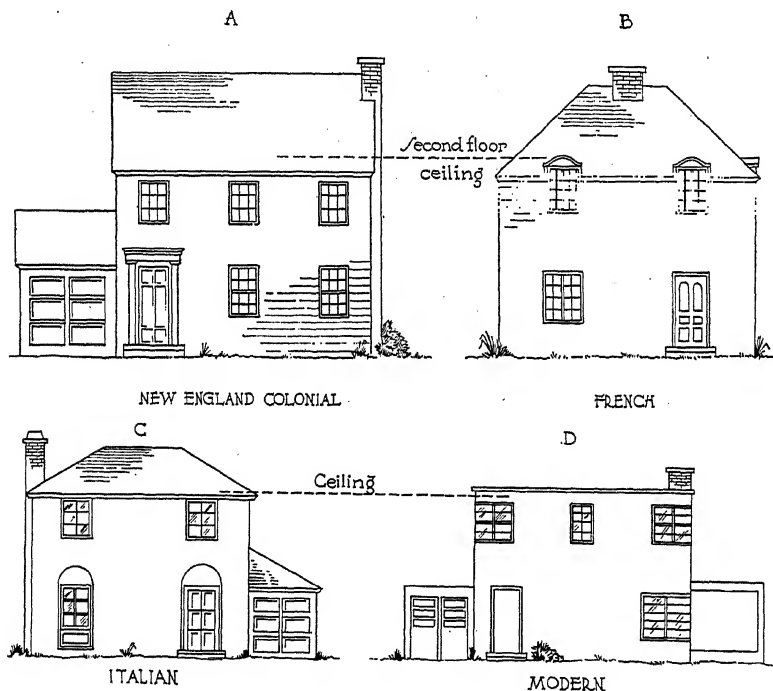 A
B
Second floor
ceiling
NEW ENGLAND COLONIAL
FRENCH
C
D
Ceiling
ITALIAN
MODERN